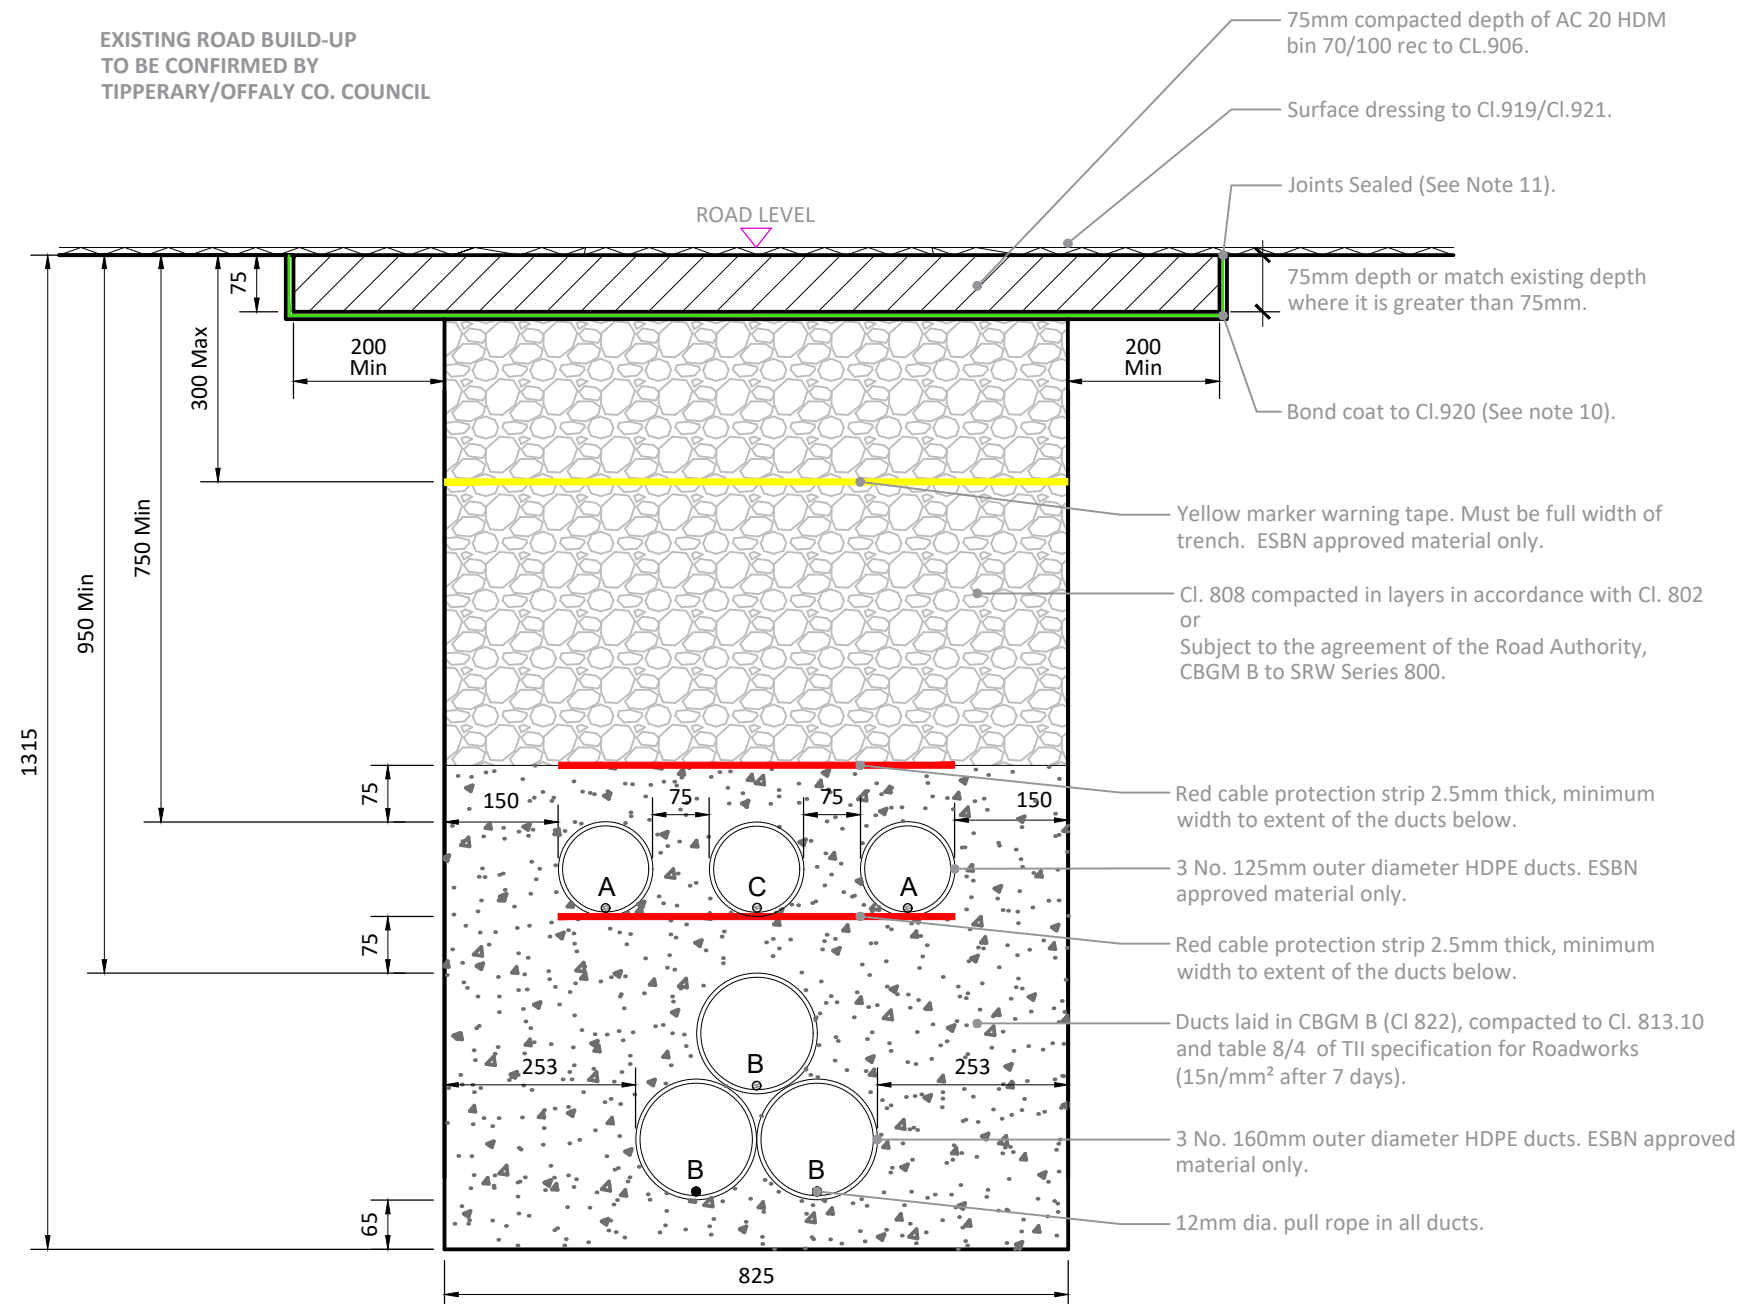 EXISTING ROAD BUILD-UP
TO BE CONFIRMED BY
TIPPERARY/OFFALY CO. COUNCIL
75mm compacted depth of AC 20 HDM
bin 70/100 rec to CL.906.
Surface dressing to Cl.919/Cl.921.
Joints Sealed (See Note 11).
ROAD LEVEL
75mm depth or match existing depth
where it is greater than 75mm.
75
300 Max
200
Min
200
Min
Bond coat to Cl.920 (See note 10).
750 Min
950 Min
1315
Yellow marker warning tape. Must be full width of
trench. ESBN approved material only.
Cl. 808 compacted in layers in accordance with Cl. 802
or
Subject to the agreement of the Road Authority,
CBGM B to SRW Series 800.
75
150
75
75
150
Red cable protection strip 2.5mm thick, minimum
width to extent of the ducts below.
A
C
A
3 No. 125mm outer diameter HDPE ducts. ESBN
approved material only.
75
Red cable protection strip 2.5mm thick, minimum
width to extent of the ducts below.
Ducts laid in CBGM B (Cl 822), compacted to Cl. 813.10
and table 8/4 of TII specification for Roadworks
(15n/mm² after 7 days).
253
B
253
B
B
3 No. 160mm outer diameter HDPE ducts. ESBN approved
material only.
65
12mm dia. pull rope in all ducts.
825